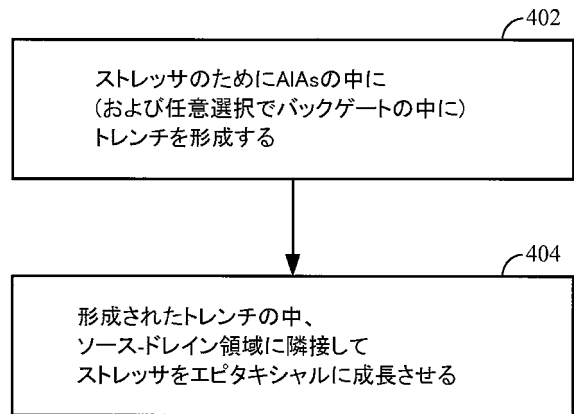 402
ストレッサのためにAlAsの中に
(および任意選択でバックゲートの中に)
トレンチを形成する
404
形成されたトレンチの中、
ソース-ドレイン領域に隣接して
ストレッサをエピタキシャルに成長させる